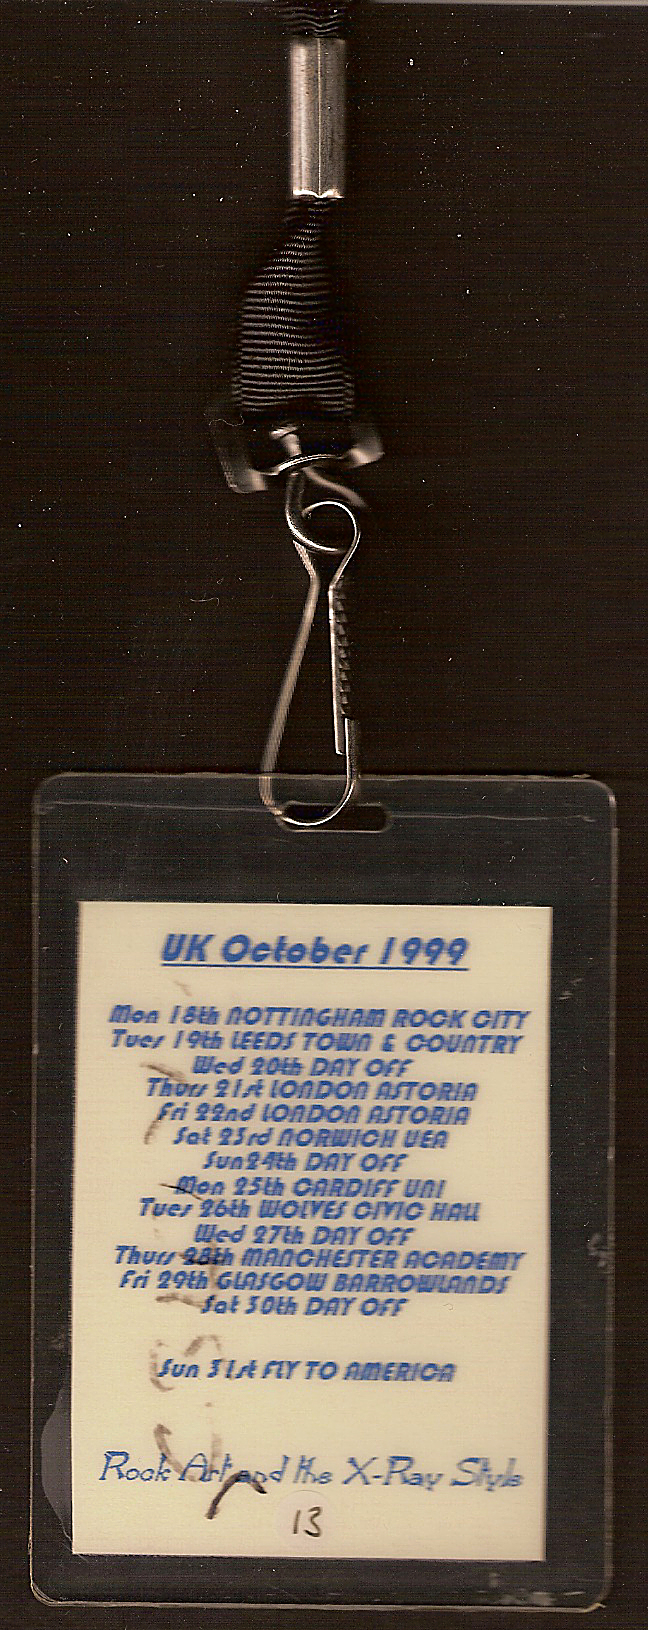 UK October 1999
Mon 18th NOTTINGHAM ROCK CITY
Tues 19th LEEDS TOWN & COUNTRY
Wed 20th DAY OFF
Thurs 21st LONDON ASTORIA
Fri 22nd LONDON ASTORIA
Sat 23rd NORWICH UEA
Sun24th DAY OFF
Mon 25th CARDIFF UNI
Tues 26th WOLVES CIVIC HALL
Wed 27th DAY OFF
Thurs 28th MANCHESTER ACADEMY
Fri 29th GLASGOW BARROWLANDS
Sat 30th DAY OFF
Sun 31st FLY TO AMERICA
Rock Art and the X-Ray Style
13